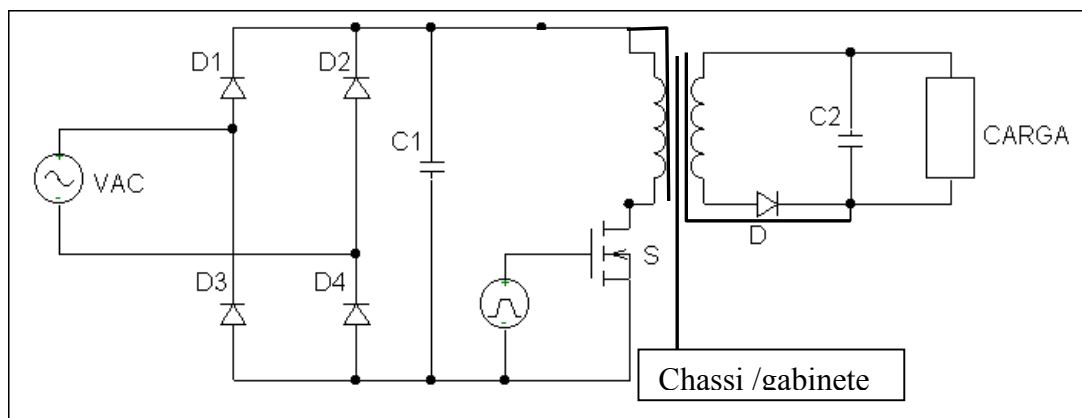 D1
D2
C1
C2
CARGA
VAC
D
S
D3
D4
Chassi /gabinete